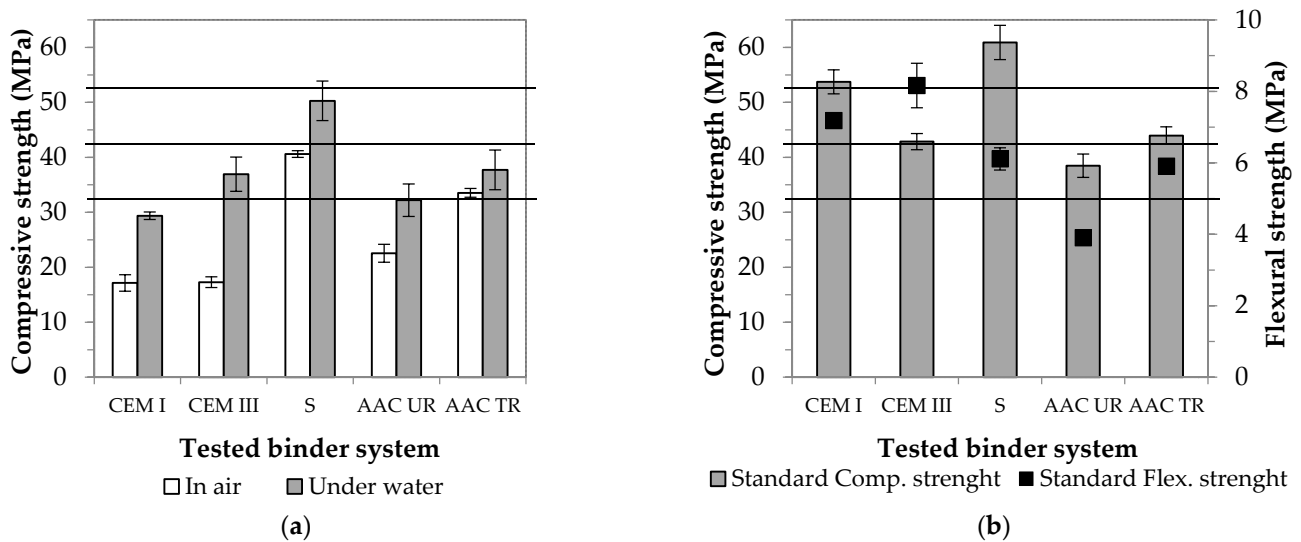 Compressive strength (MPa)
60
50
40
30
20
10
0
CEM I CEM III S AAC UR AAC TR
Tested binder system
In air Under water
(a)
Compressive strength (MPa)
60
50
40
30
20
10
0
10
8
6
4
2
0
Flexural strength (MPa)
CEM I CEM III S AAC UR AAC TR
Tested binder system
Standard Comp. strenght Standard Flex. strenght
(b)